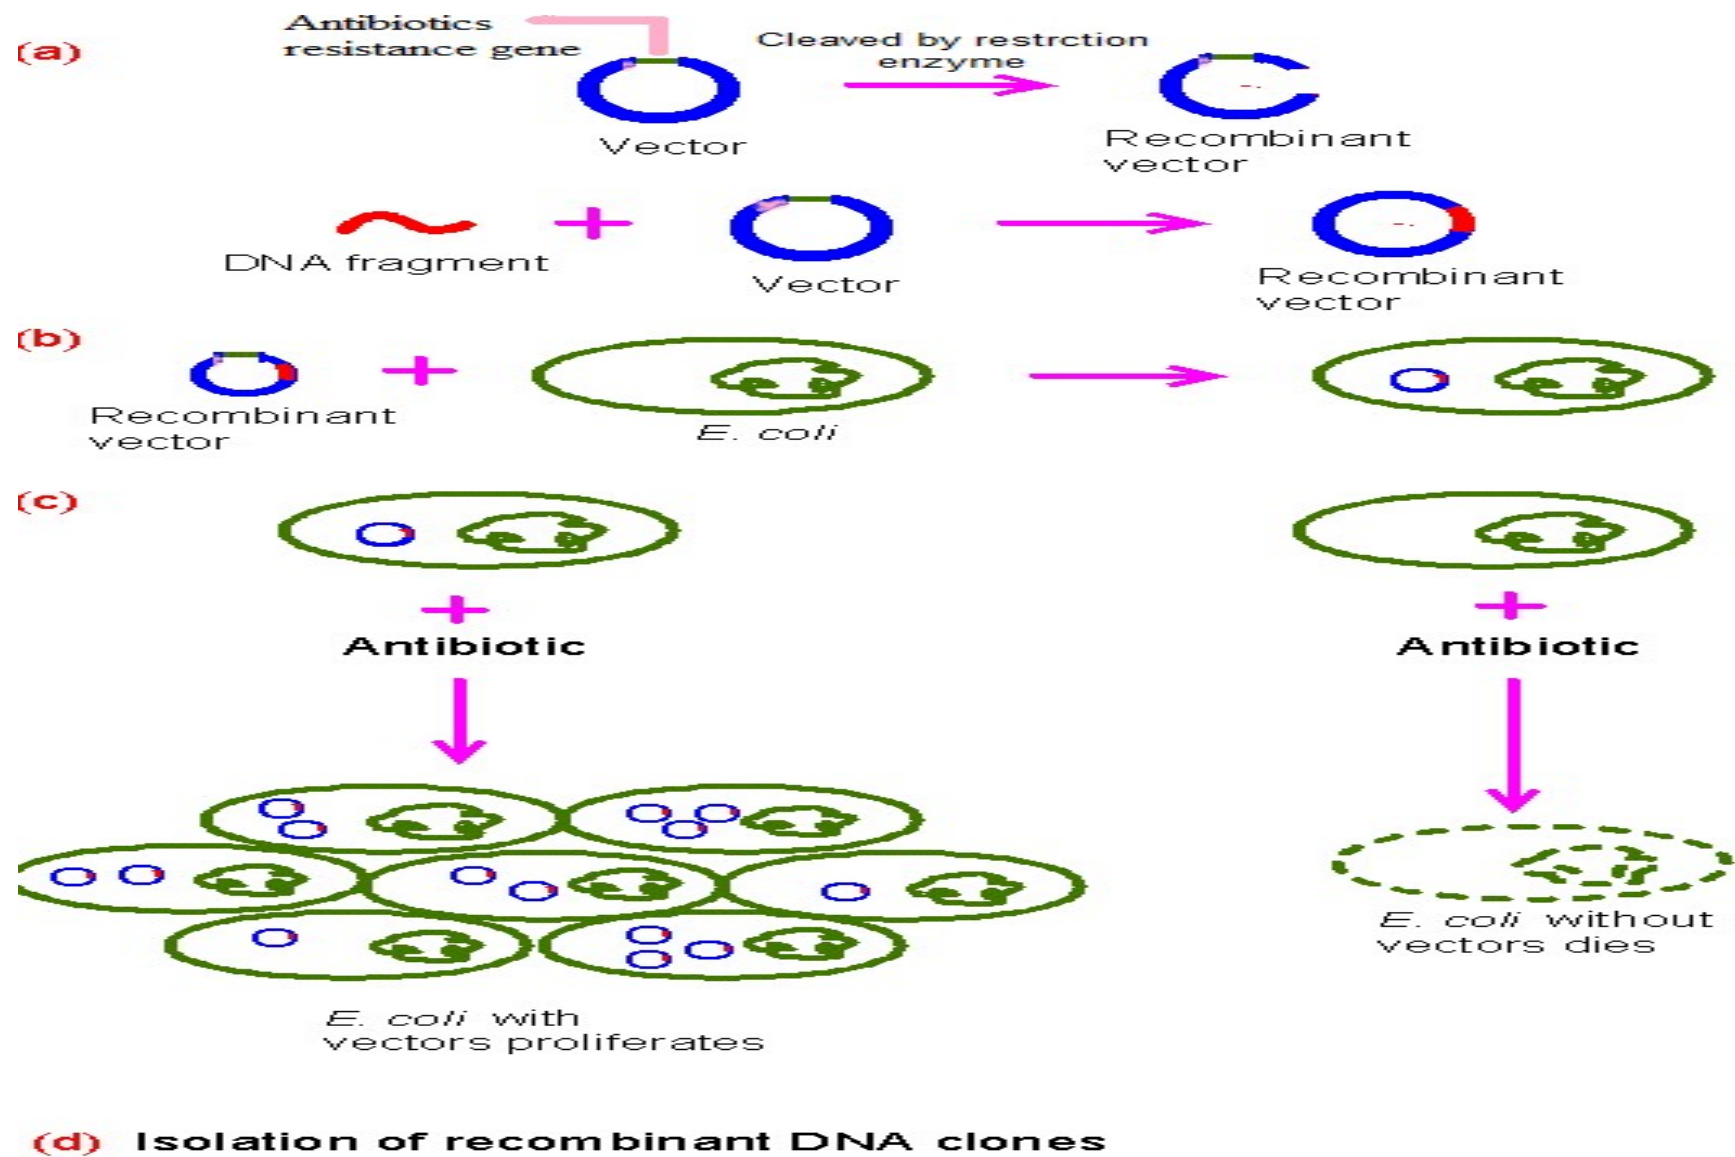 (a)
Antibiotics
resistance gene
Cleaved by restrction
enzyme
Vector
Recombinant
vector
DNA fragment
Vector
Recombinant
vector
(b)
Recombinant
vector
E. coli
(c)
Antibiotic
Antibiotic
E. coli without
vectors dies
E. coli with
vectors proliferates
(d) Isolation of recombinant DNA clones